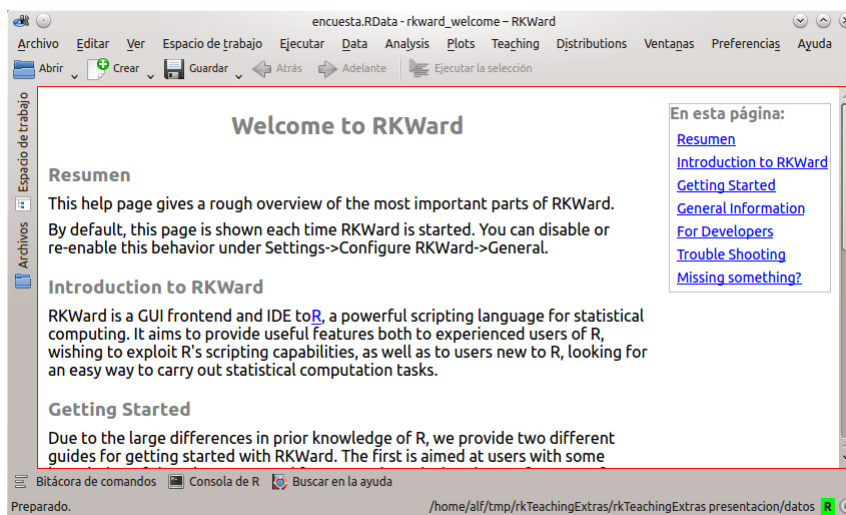 encuesta.RData - rkward_welcome – RKWard
Archivo Editar Ver Espacio de trabajo Ejecutar Data Analysis Plots Teaching Distributions Ventanas Preferencias Ayuda
Abrir Crear Guardar Atrás Adelante Ejecutar la selección
Espacio de trabajo
Archivos
Welcome to RKWard
Resumen
This help page gives a rough overview of the most important parts of RKWard.
By default, this page is shown each time RKWard is started. You can disable or
re-enable this behavior under Settings->Configure RKWard->General.
Introduction to RKWard
RKWard is a GUI frontend and IDE toR, a powerful scripting language for statistical
computing. It aims to provide useful features both to experienced users of R,
wishing to exploit R's scripting capabilities, as well as to users new to R, looking for
an easy way to carry out statistical computation tasks.
Getting Started
Due to the large differences in prior knowledge of R, we provide two different
guides for getting started with RKWard. The first is aimed at users with some
En esta página:
Resumen
Introduction to RKWard
Getting Started
General Information
For Developers
Trouble Shooting
Missing something?
Bitácora de comandos Consola de R Buscar en la ayuda
Preparado. /home/alf/tmp/rkTeachingExtras/rkTeachingExtras presentacion/datos R